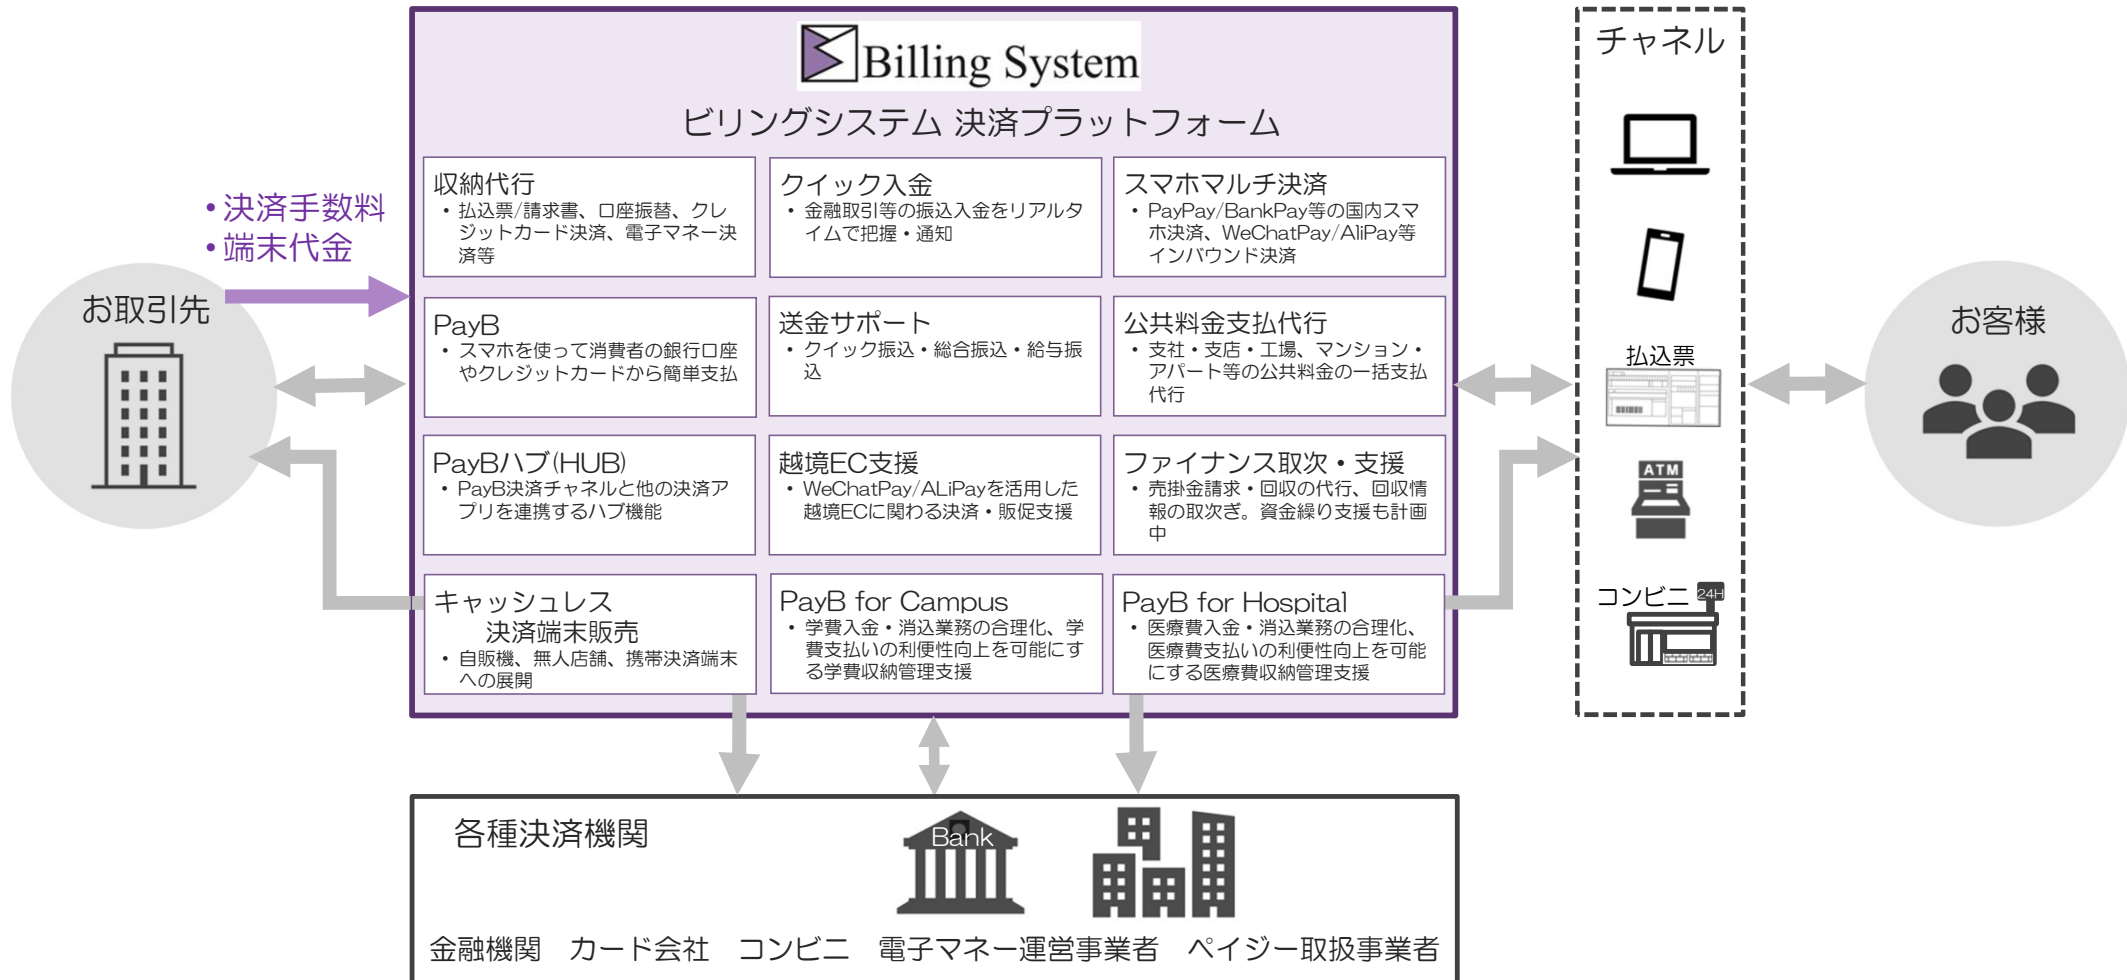 Billing System
ビリングシステム 決済プラットフォーム
収納代行
・払込票/請求書、口座振替、クレ
ジットカード決済、電子マネー決
済等
クイック入金
・金融取引等の振込入金をリアルタ
イムで把握・通知
スマホマルチ決済
・PayPay/BankPay等の国内スマ
ホ決済、WeChatPay/AliPay等
インバウンド決済
PayB
・スマホを使って消費者の銀行口座
やクレジットカードから簡単支払
送金サポート
・クイック振込・総合振込・給与振
込
公共料金支払代行
・支社・支店・工場、マンション・
アパート等の公共料金の一括支払
代行
PayBハブ(HUB)
・PayB決済チャネルと他の決済ア
プリを連携するハブ機能
越境EC支援
・WeChatPay/ALiPayを活用した
越境ECに関わる決済・販促支援
ファイナンス取次・支援
・売掛金請求・回収の代行、回収情
報の取次ぎ。資金繰り支援も計画
中
キャッシュレス
決済端末販売
・自販機、無人店舗、携帯決済端末
への展開
PayB for Campus
・学費入金・消込業務の合理化、学
費支払いの利便性向上を可能にす
る学費収納管理支援
PayB for Hospital
・医療費入金・消込業務の合理化、
医療費支払いの利便性向上を可能
にする医療費収納管理支援
・決済手数料
・端末代金
お取引先
チャネル
払込票
ATM
コンビニ
24H
お客様
各種決済機関
Bank
金融機関 カード会社 コンビニ 電子マネー運営事業者 ペイジー取扱事業者